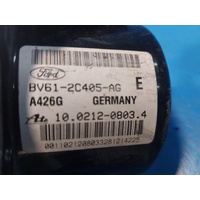 Ford
BV61-2C405-AG E
A426G GERMANY
10.0212-0803.4